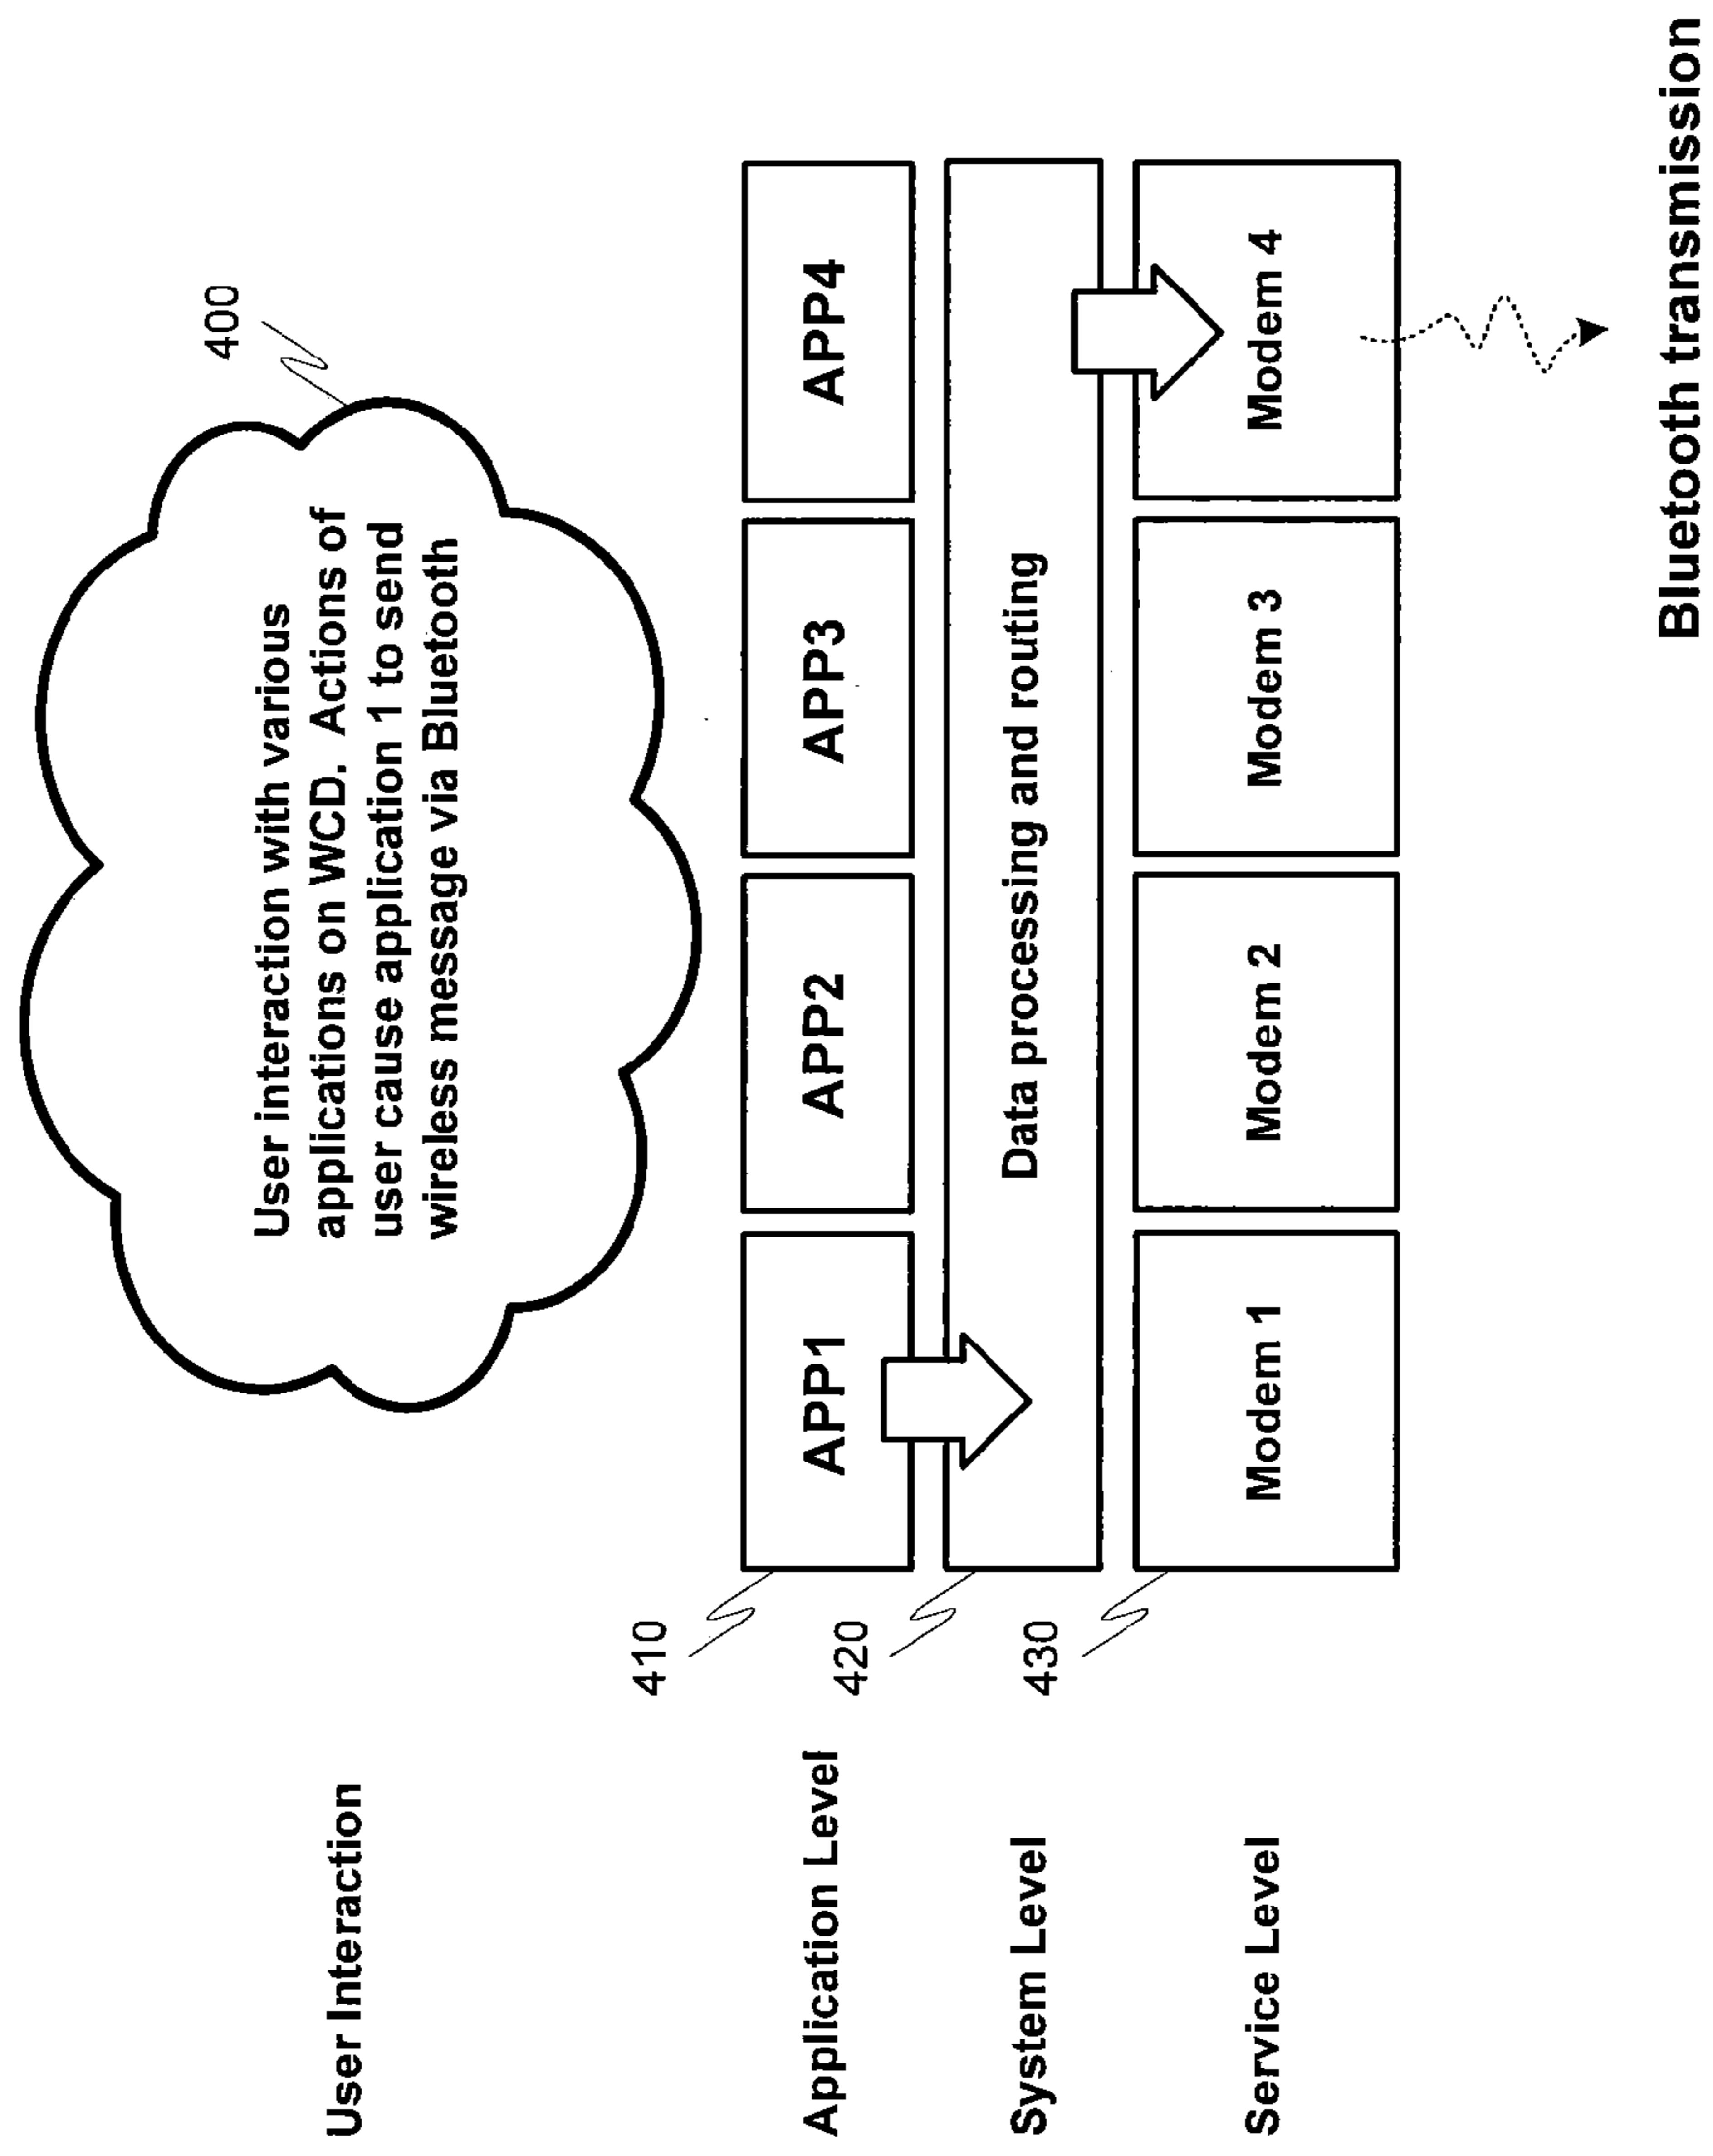 400
User Interaction
User interaction with various
applications on WCD. Actions of
user cause application 1 to send
wireless message via Bluetooth
410
Application Level
APP1
APP2
APP3
APP4
420
System Level
Data processing and routing
430
Service Level
Modem 1
Modem 2
Modem 3
Modem 4
Bluetooth transmission